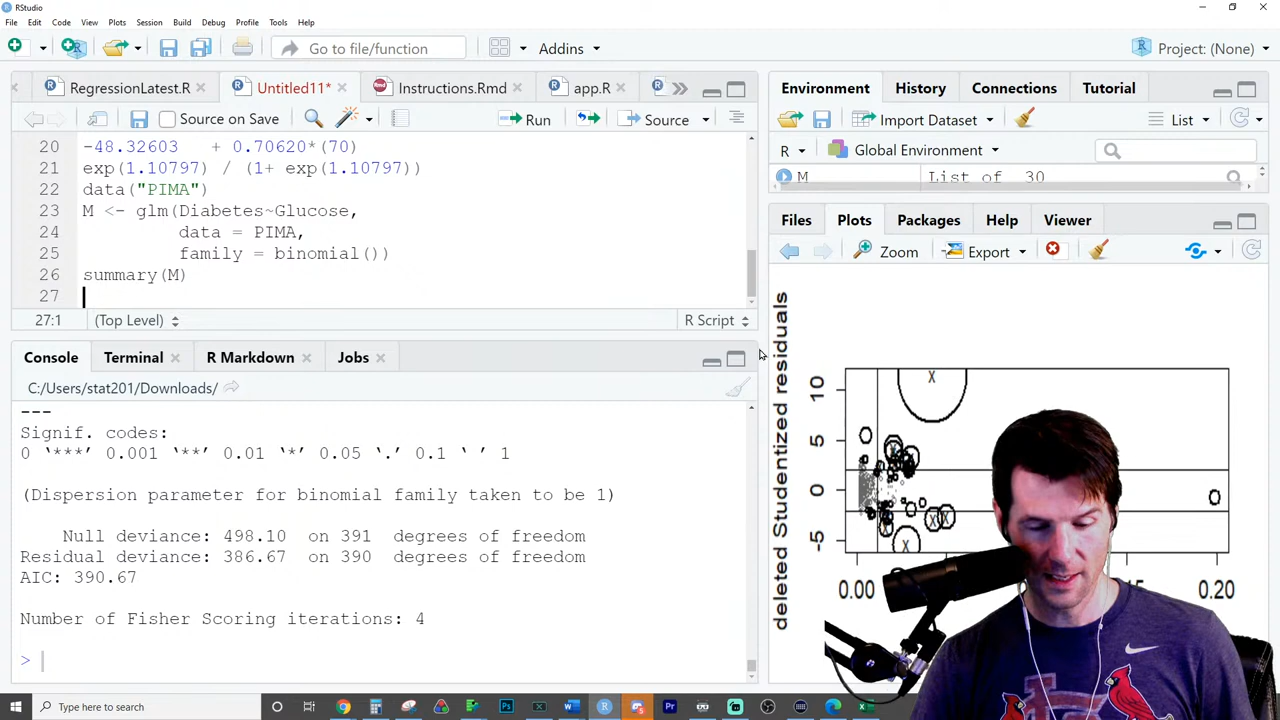 RStudio
File Edit Code View Plots Session Build Debug Profile Tools Help
Go to file/function Addins Project: (None)
RegressionLatest.R Untitled11* Instructions.Rmd app.R
Source on Save Run Source
20 -48.32603 + 0.70620*(70)
21 exp(1.10797) / (1+ exp(1.10797))
22 data("PIMA")
23 M <- glm(Diabetes~Glucose,
24 data = PIMA,
25 family = binomial())
26 summary(M)
27
27:1 (Top Level) R Script
Console Terminal R Markdown Jobs
C:/Users/stat201/Downloads/
---
Signif. codes:
0 ‘***’ 0.001 ‘**’ 0.01 ‘*’ 0.05 ‘.’ 0.1 ‘ ’ 1
(Dispersion parameter for binomial family taken to be 1)
Null deviance: 498.10 on 391 degrees of freedom
Residual deviance: 386.67 on 390 degrees of freedom
AIC: 390.67
Number of Fisher Scoring iterations: 4
>
Environment History Connections Tutorial
Import Dataset List
R Global Environment
M List of 30
Files Plots Packages Help Viewer
Zoom Export
deleted Studentized residuals
10
5
0
-5
0.00 0.20
Type here to search